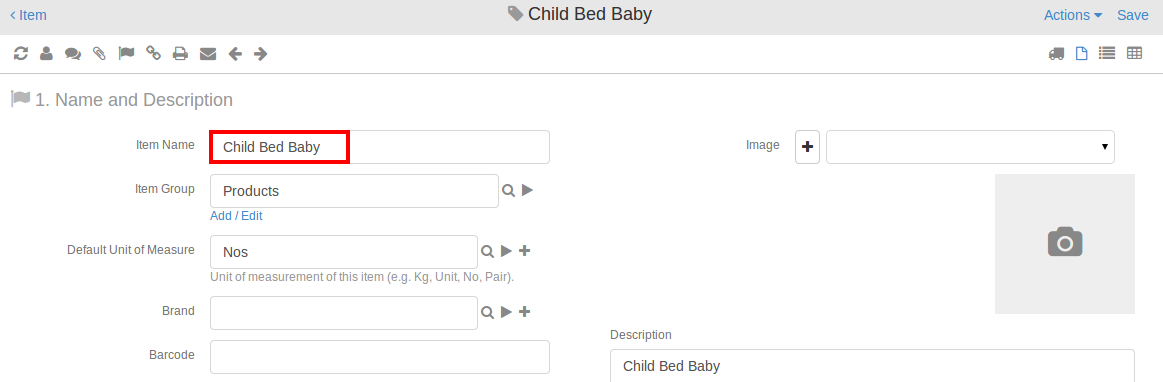 Item
Child Bed Baby
Actions
Save
1. Name and Description
Item Name
Child Bed Baby
Image
Item Group
Products
Add / Edit
Default Unit of Measure
Nos
Unit of measurement of this item (e.g. Kg, Unit, No, Pair).
Brand
Barcode
Description
Child Bed Baby